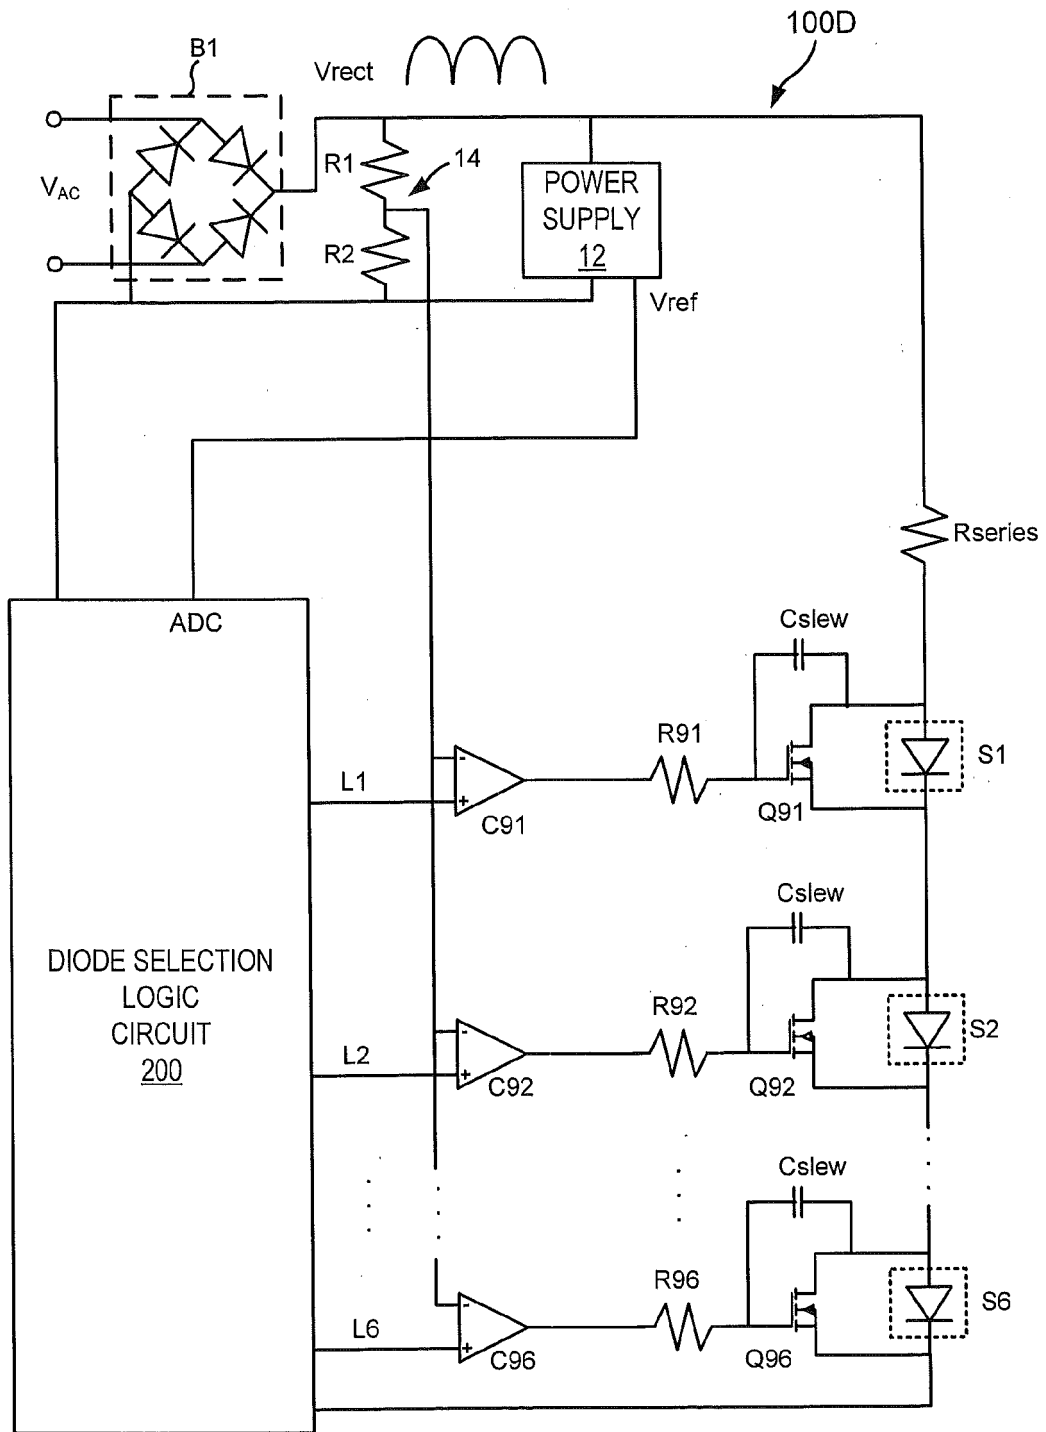 100D
B1
Vrect
VAC
R1
14
R2
POWER
SUPPLY
12
Vref
Rseries
ADC
Cslew
R91
S1
L1
-
+
C91
Q91
Cslew
DIODE SELECTION
LOGIC
CIRCUIT
200
R92
S2
L2
-
+
C92
Q92
Cslew
R96
S6
L6
-
+
C96
Q96